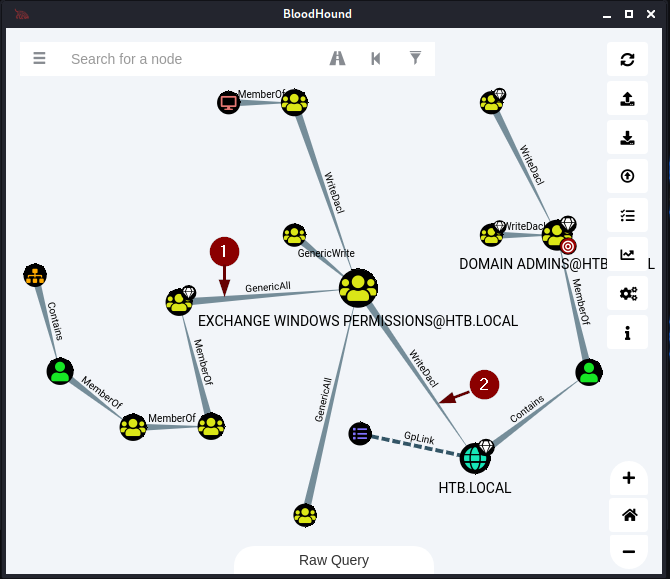 BloodHound
Search for a node
MemberOf
WriteDacl
WriteDacl
WriteDacl
GenericWrite
1
DOMAIN ADMINS@HTB L
GenericAll
MemberOf
EXCHANGE WINDOWS PERMISSIONS@HTB.LOCAL
Contains
MemberOf
WriteDacl
2
MemberOf
MemberOf
GenericAll
Contains
GpLink
HTB.LOCAL
Raw Query